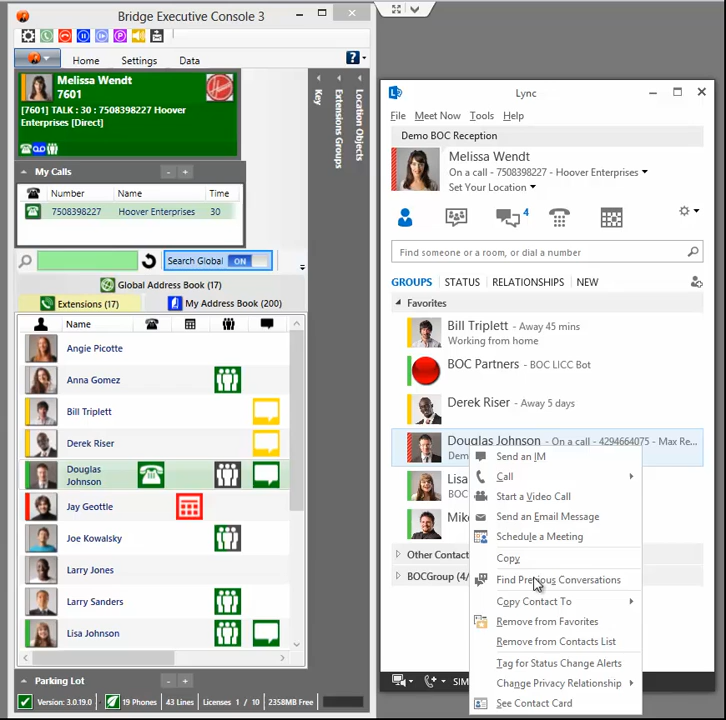 Bridge Executive Console 3
Home Settings Data
Melissa Wendt
7601
[7601] TALK : 30 : 7508398227 Hoover
Enterprises [Direct]
My Calls
Number Name Time
7508398227 Hoover Enterprises 30
Search Global ON
Global Address Book (17)
Extensions (17) My Address Book (200)
Name
Angie Picotte
Anna Gomez
Bill Triplett
Derek Riser
Douglas
Johnson
Jay Geottle
Joe Kowalsky
Larry Jones
Larry Sanders
Lisa Johnson
Parking Lot
Version: 3.0.19.0 19 Phones 43 Lines Licenses 1 / 10 2358MB Free
Key
Extensions Groups
Location Objects
Lync
File Meet Now Tools Help
Demo BOC Reception
Melissa Wendt
On a call - 7508398227 - Hoover Enterprises
Set Your Location
4
Find someone or a room, or dial a number
GROUPS STATUS RELATIONSHIPS NEW
Favorites
Bill Triplett - Away 45 mins
Working from home
BOC Partners - BOC LICC Bot
Derek Riser - Away 5 days
Douglas Johnson - On a call - 4294664075 - Max Re...
Dem
Lisa
BOC
Mik
Other Contact
BOCGroup (4/
SIM
Send an IM
Call
Start a Video Call
Send an Email Message
Schedule a Meeting
Copy
Find Previous Conversations
Copy Contact To
Remove from Favorites
Remove from Contacts List
Tag for Status Change Alerts
Change Privacy Relationship
See Contact Card